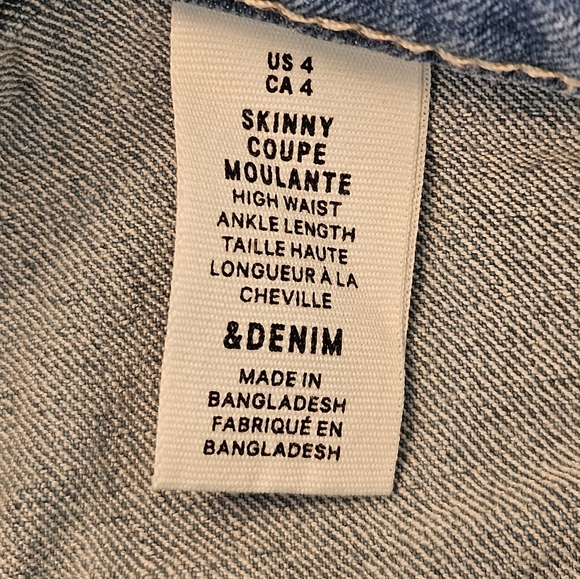 US 4
CA 4
SKINNY
COUPE
MOULANTE
HIGH WAIST
ANKLE LENGTH
TAILLE HAUTE
LONGUEUR À LA
CHEVILLE
&DENIM
MADE IN
BANGLADESH
FABRIQUÉ EN
BANGLADESH